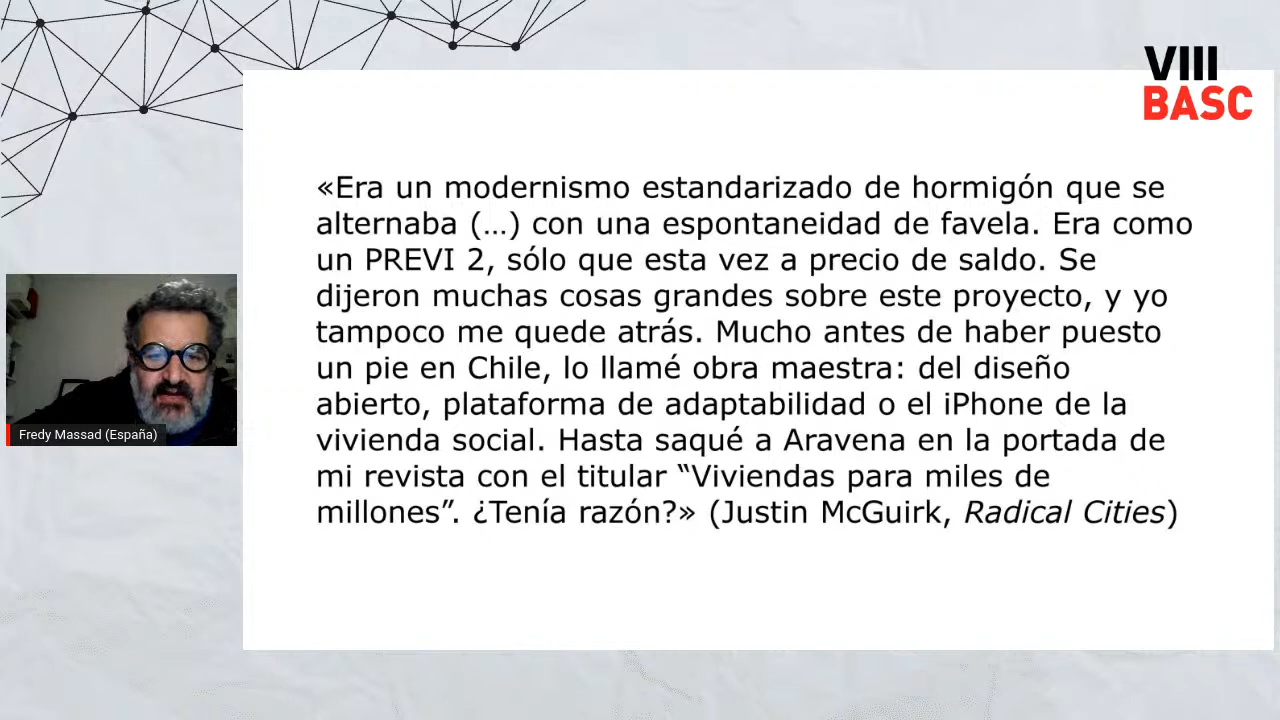 VIII
BASC
«Era un modernismo estandarizado de hormigón que se
alternaba (...) con una espontaneidad de favela. Era como
un PREVI 2, sólo que esta vez a precio de saldo. Se
dijeron muchas cosas grandes sobre este proyecto, y yo
tampoco me quede atrás. Mucho antes de haber puesto
un pie en Chile, lo llamé obra maestra: del diseño
abierto, plataforma de adaptabilidad o el iPhone de la
vivienda social. Hasta saqué a Aravena en la portada de
mi revista con el titular “Viviendas para miles de
millones”. ¿Tenía razón?» (Justin McGuirk, Radical Cities)
Fredy Massad (España)